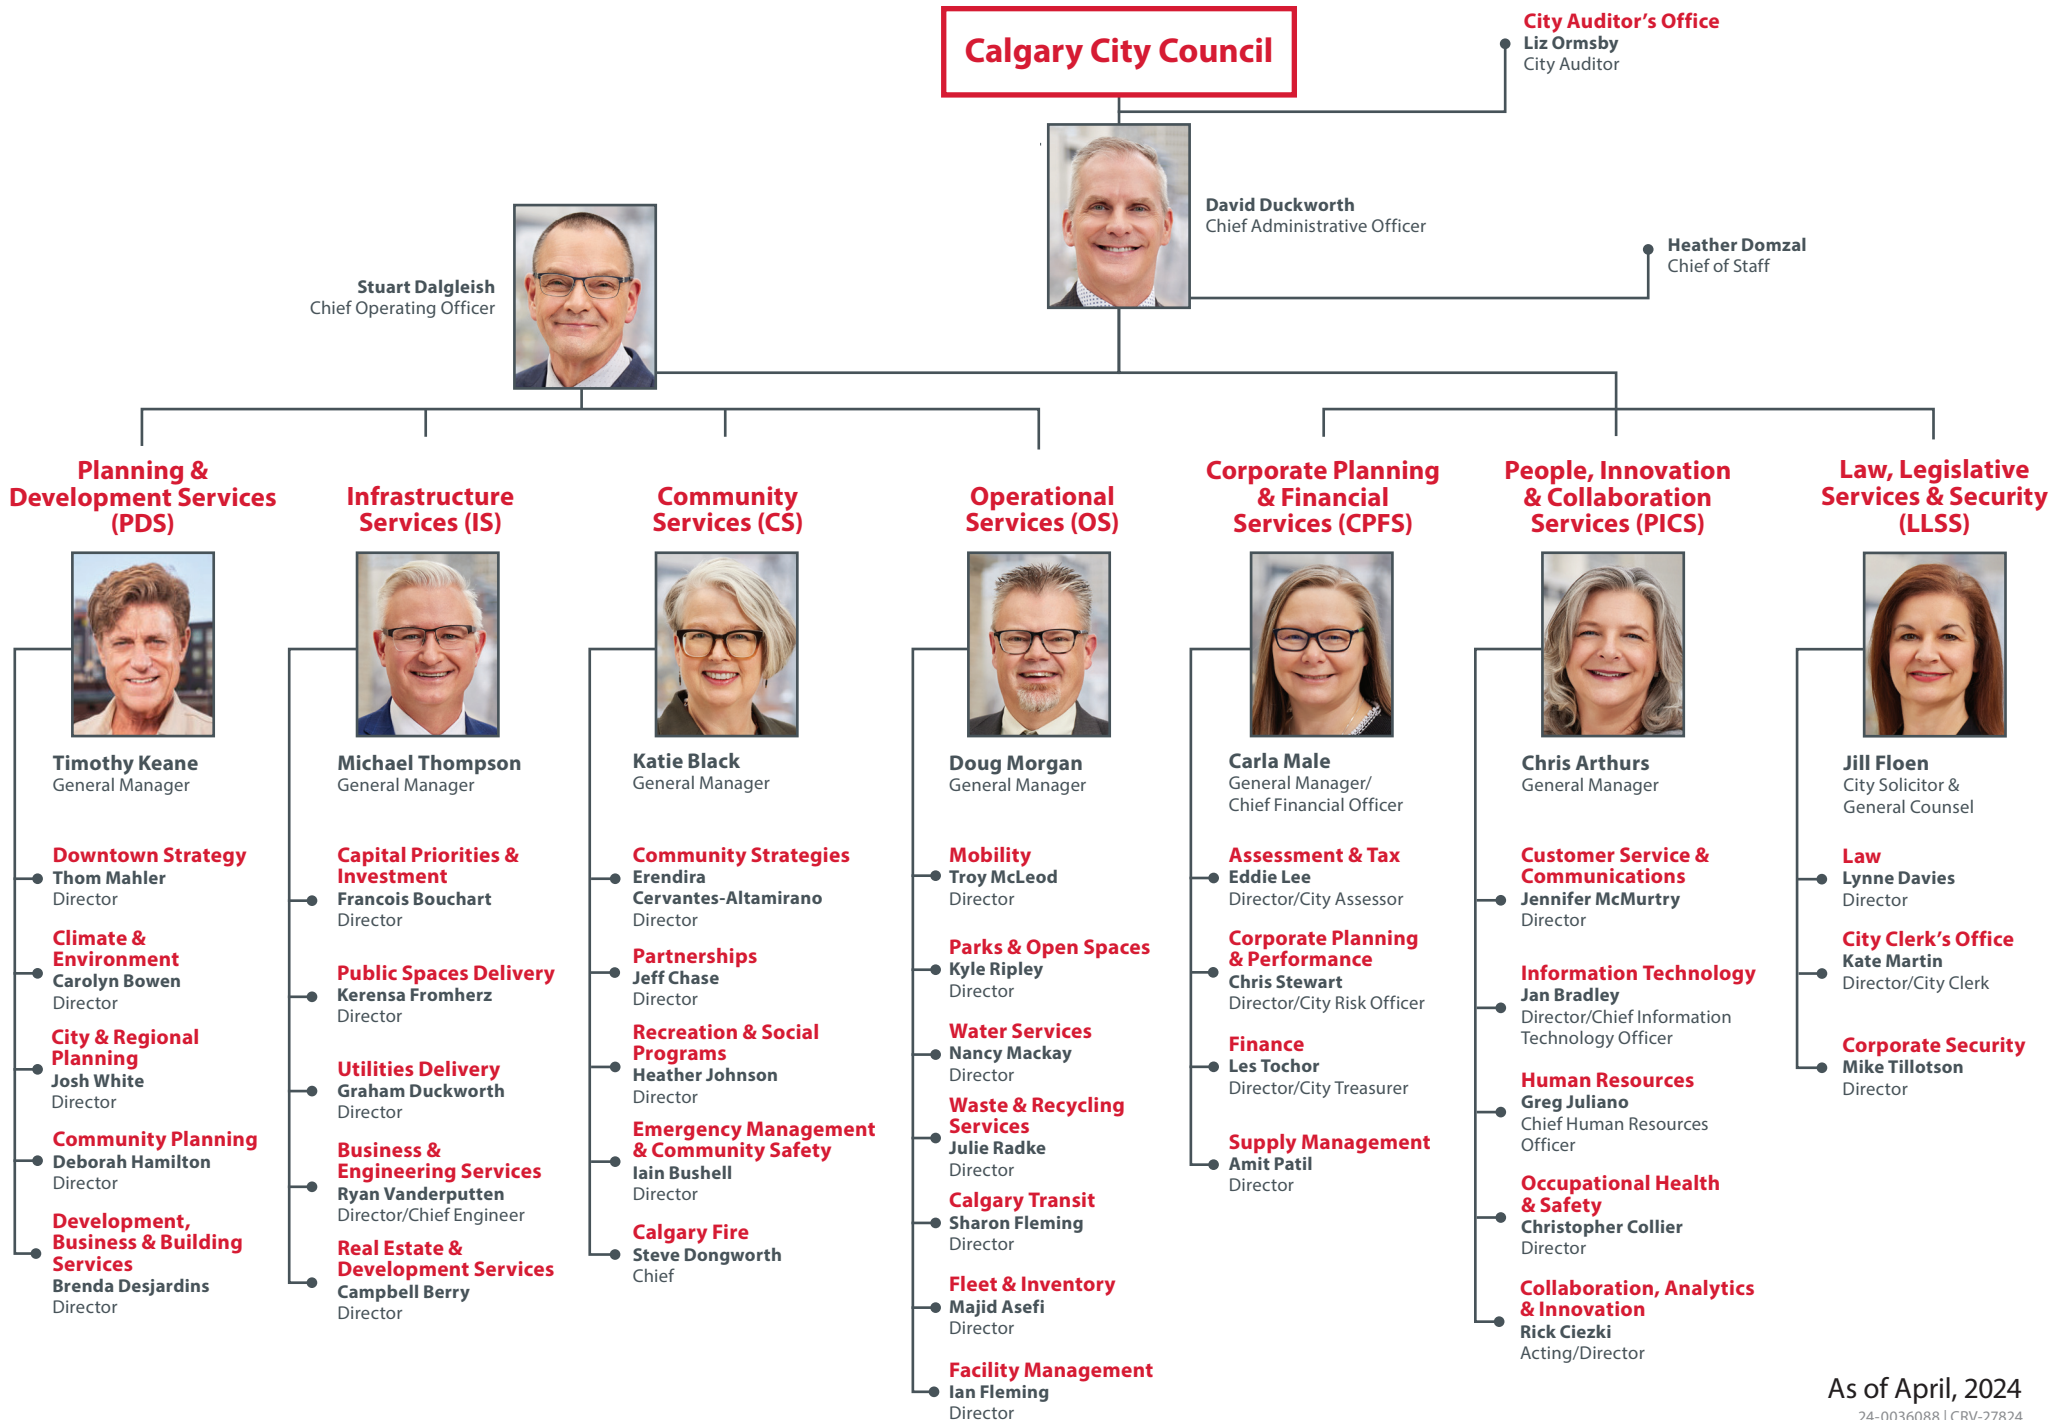 Calgary City Council
City Auditor's Office
Liz Ormsby
City Auditor
David Duckworth
Chief Administrative Officer
Heather Domzal
Chief of Staff
Stuart Dalgleish
Chief Operating Officer
Planning &
Development Services
(PDS)
Timothy Keane
General Manager
Downtown Strategy
Thom Mahler
Director
Climate &
Environment
Carolyn Bowen
Director
City & Regional
Planning
Josh White
Director
Community Planning
Deborah Hamilton
Director
Development,
Business & Building
Services
Brenda Desjardins
Director
Infrastructure
Services (IS)
Michael Thompson
General Manager
Capital Priorities &
Investment
Francois Bouchart
Director
Public Spaces Delivery
Kerensa Fromherz
Director
Utilities Delivery
Graham Duckworth
Director
Business &
Engineering Services
Ryan Vanderputten
Director/Chief Engineer
Real Estate &
Development Services
Campbell Berry
Director
Community
Services (CS)
Katie Black
General Manager
Community Strategies
Erendira
Cervantes-Altamirano
Director
Partnerships
Jeff Chase
Director
Recreation & Social
Programs
Heather Johnson
Director
Emergency Management
& Community Safety
Iain Bushell
Director
Calgary Fire
Steve Dongworth
Chief
Operational
Services (OS)
Doug Morgan
General Manager
Mobility
Troy McLeod
Director
Parks & Open Spaces
Kyle Ripley
Director
Water Services
Nancy Mackay
Director
Waste & Recycling
Services
Julie Radke
Director
Calgary Transit
Sharon Fleming
Director
Fleet & Inventory
Majid Asefi
Director
Facility Management
Ian Fleming
Director
Corporate Planning
& Financial
Services (CPFS)
Carla Male
General Manager/
Chief Financial Officer
Assessment & Tax
Eddie Lee
Director/City Assessor
Corporate Planning
& Performance
Chris Stewart
Director/City Risk Officer
Finance
Les Tochor
Director/City Treasurer
Supply Management
Amit Patil
Director
People, Innovation
& Collaboration
Services (PICS)
Chris Arthurs
General Manager
Customer Service &
Communications
Jennifer McMurtry
Director
Information Technology
Jan Bradley
Director/Chief Information
Technology Officer
Human Resources
Greg Juliano
Chief Human Resources
Officer
Occupational Health
& Safety
Christopher Collier
Director
Collaboration, Analytics
& Innovation
Rick Ciezki
Acting/Director
Law, Legislative
Services & Security
(LLSS)
Jill Floen
City Solicitor &
General Counsel
Law
Lynne Davies
Director
City Clerk's Office
Kate Martin
Director/City Clerk
Corporate Security
Mike Tillotson
Director
As of April, 2024
24-0036088 | CRV-27824